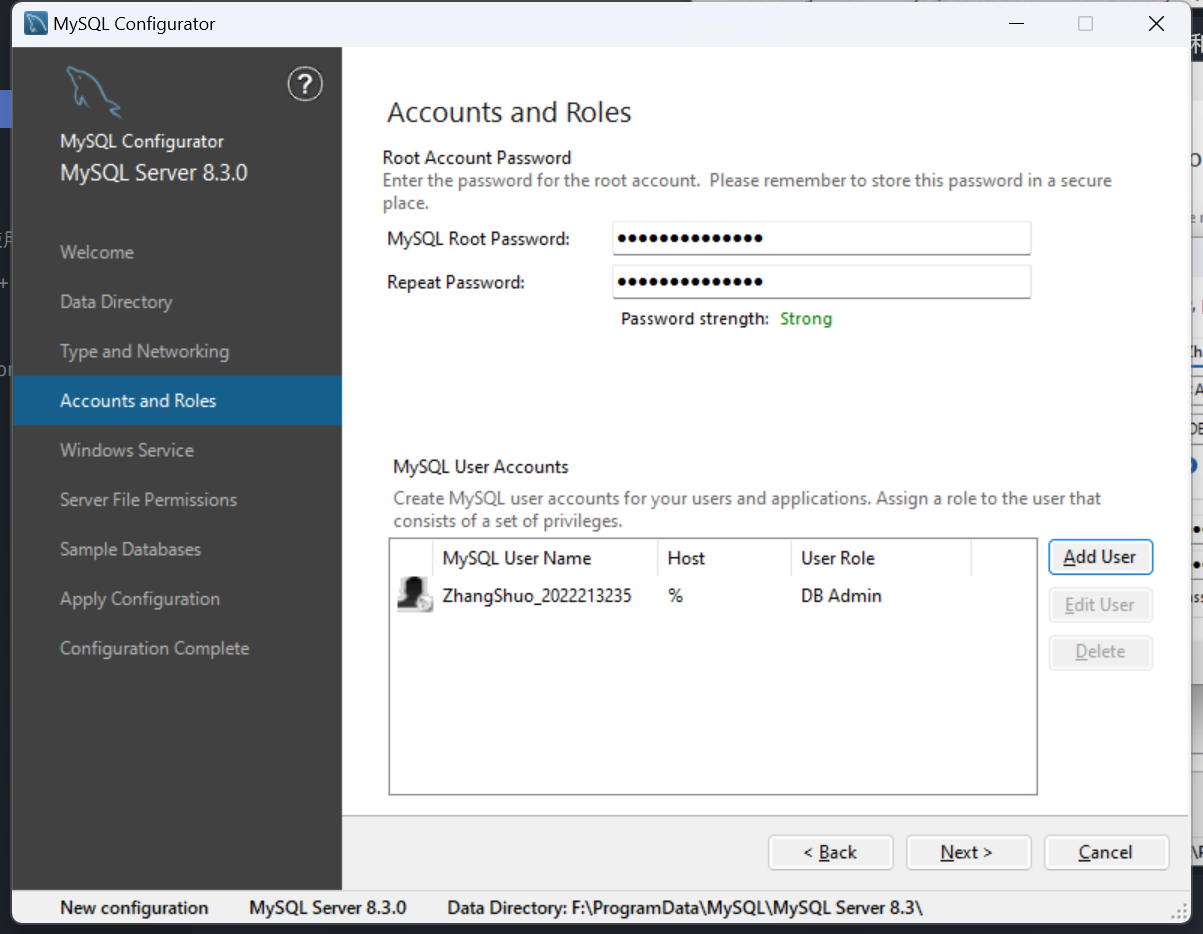 MySQL Configurator
?
MySQL Configurator
MySQL Server 8.3.0
Welcome
Data Directory
Type and Networking
Accounts and Roles
Windows Service
Server File Permissions
Sample Databases
Apply Configuration
Configuration Complete
Accounts and Roles
Root Account Password
Enter the password for the root account.  Please remember to store this password in a secure
place.
MySQL Root Password: ●●●●●●●●●●●●●●
Repeat Password: ●●●●●●●●●●●●●●
Password strength: Strong
MySQL User Accounts
Create MySQL user accounts for your users and applications. Assign a role to the user that
consists of a set of privileges.
MySQL User Name Host User Role
ZhangShuo_2022213235 % DB Admin
Add User
Edit User
Delete
< Back Next > Cancel
New configuration MySQL Server 8.3.0 Data Directory: F:\ProgramData\MySQL\MySQL Server 8.3\